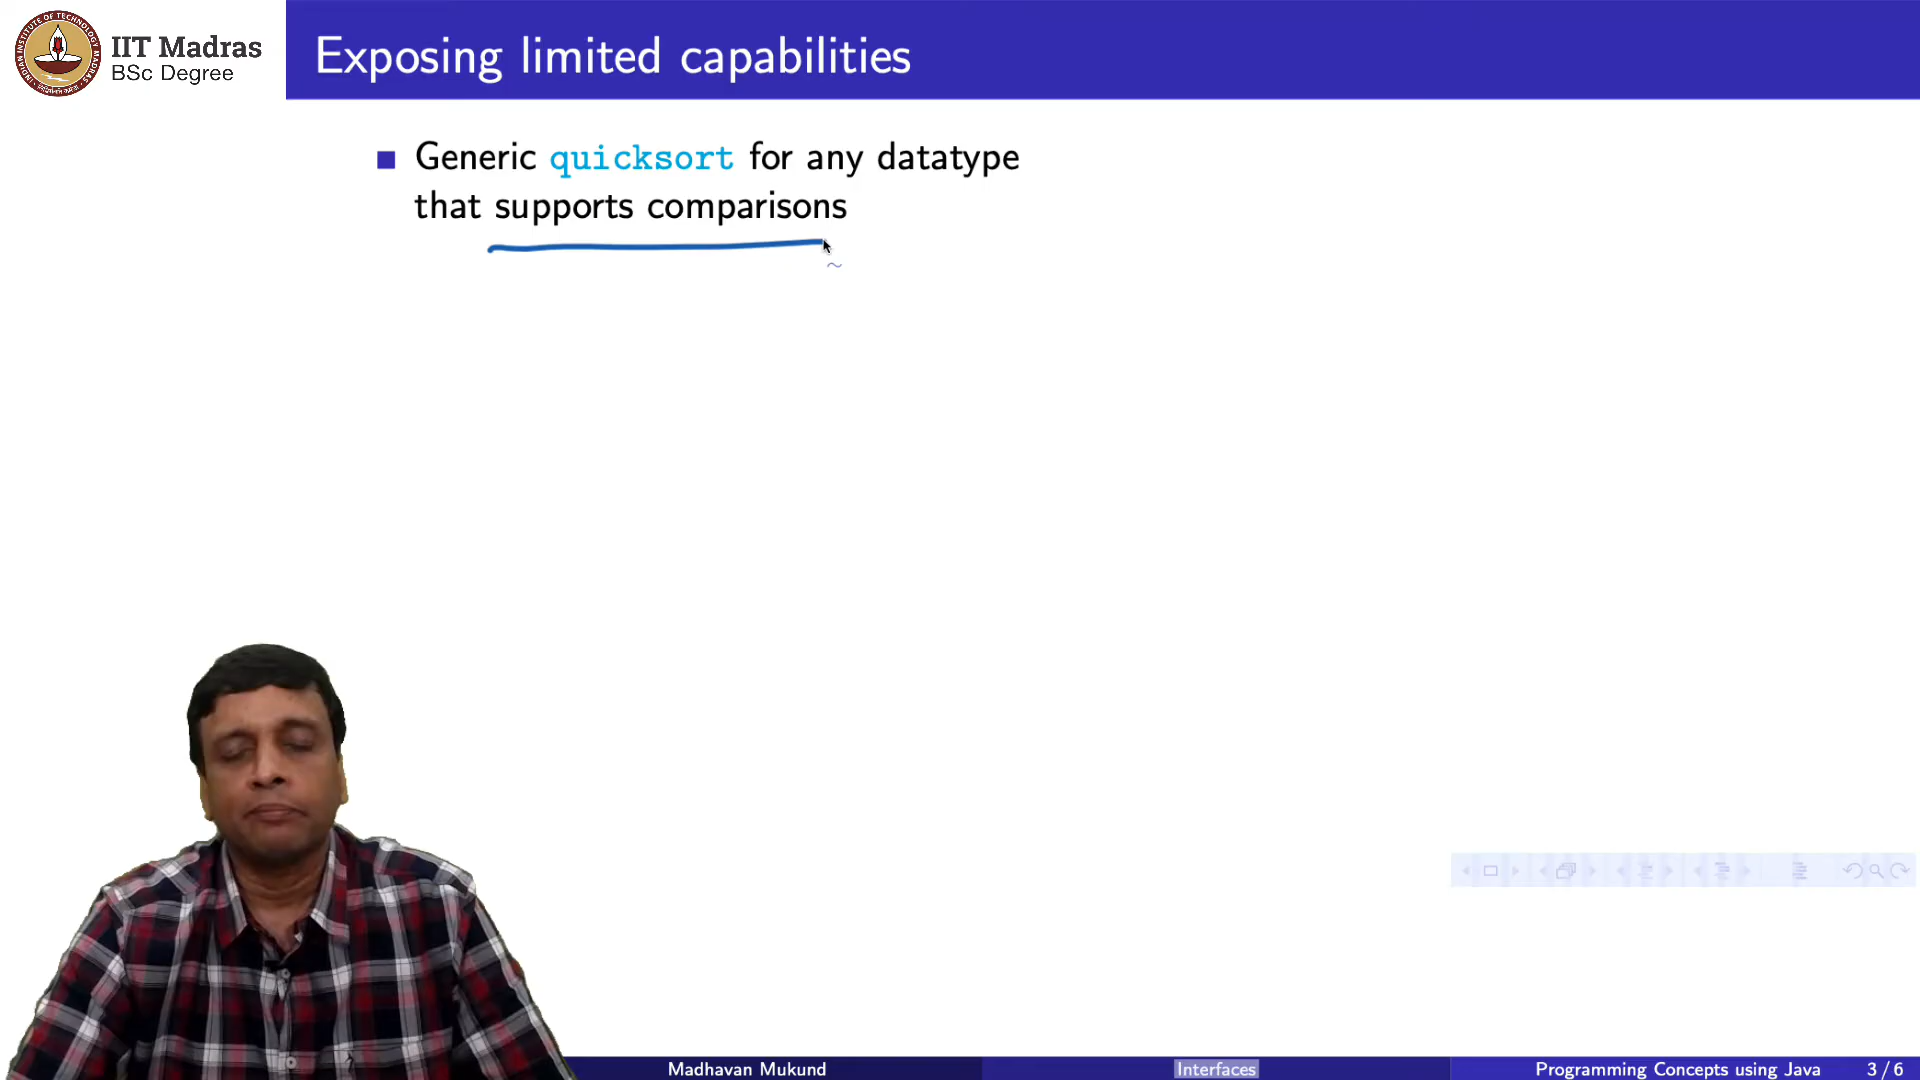 IIT Madras
BSc Degree
Exposing limited capabilities
Generic quicksort for any datatype
that supports comparisons
Madhavan Mukund
Interfaces
Programming Concepts using Java
3 / 6